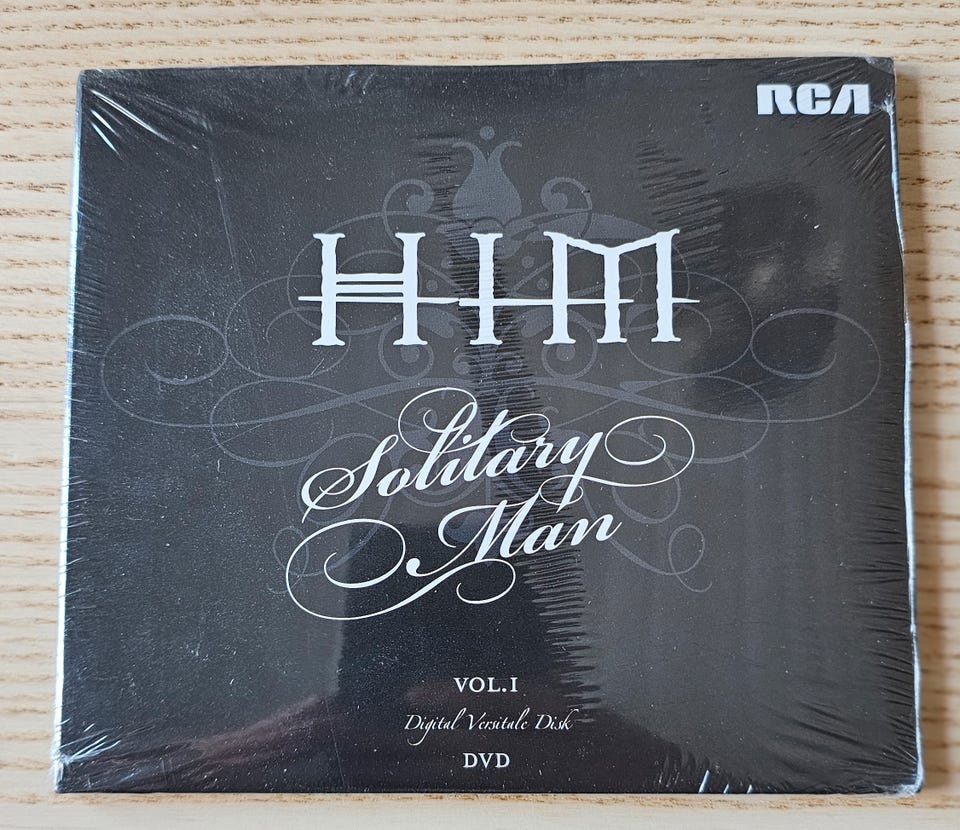 RCA
HIM
Solitary
Man
VOL.I
Digital Versitale Disk
DVD